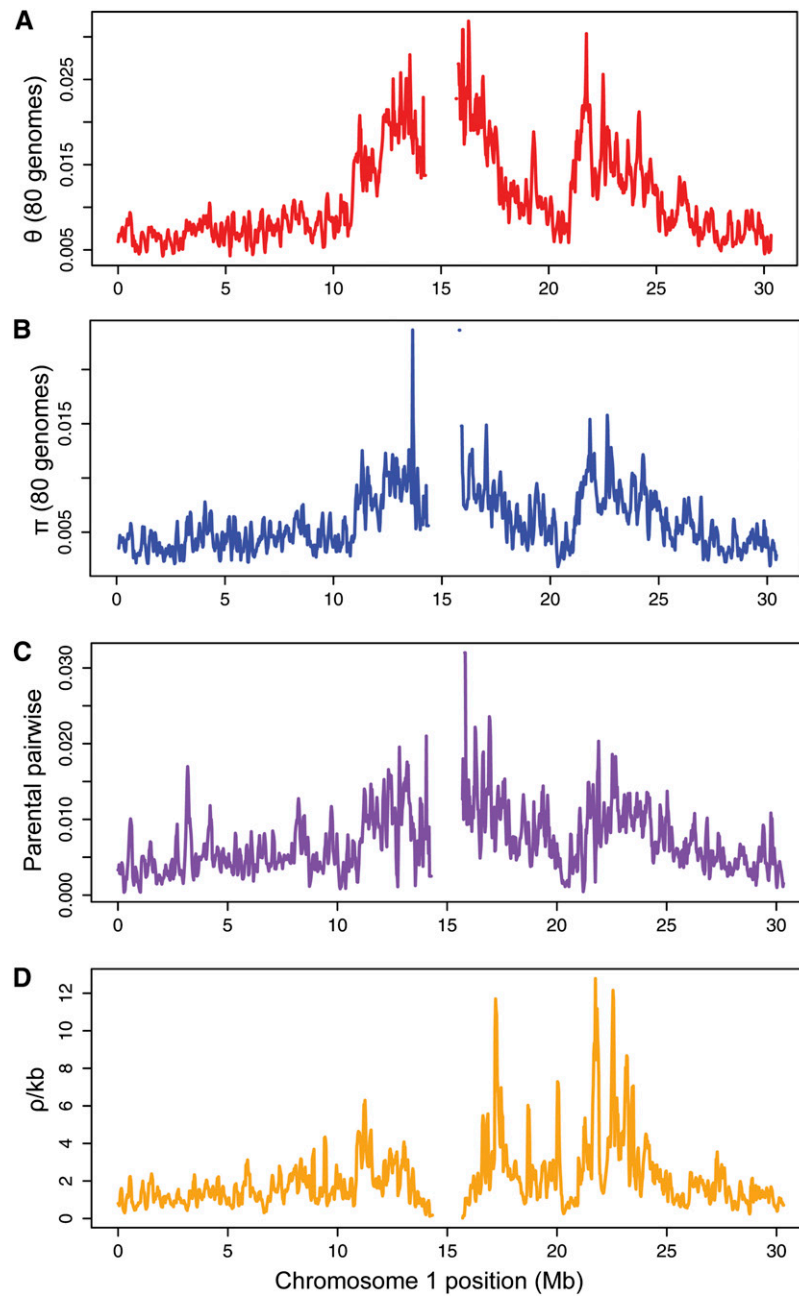 A
θ (80 genomes)
0.025
0.015
0.005
0 5 10 15 20 25 30
B
π (80 genomes)
0.015
0.005
0 5 10 15 20 25 30
C
Parental pairwise
0.030
0.020
0.010
0.000
0 5 10 15 20 25 30
D
ρ/kb
12
10
8
6
4
2
0
0 5 10 15 20 25 30
Chromosome 1 position (Mb)